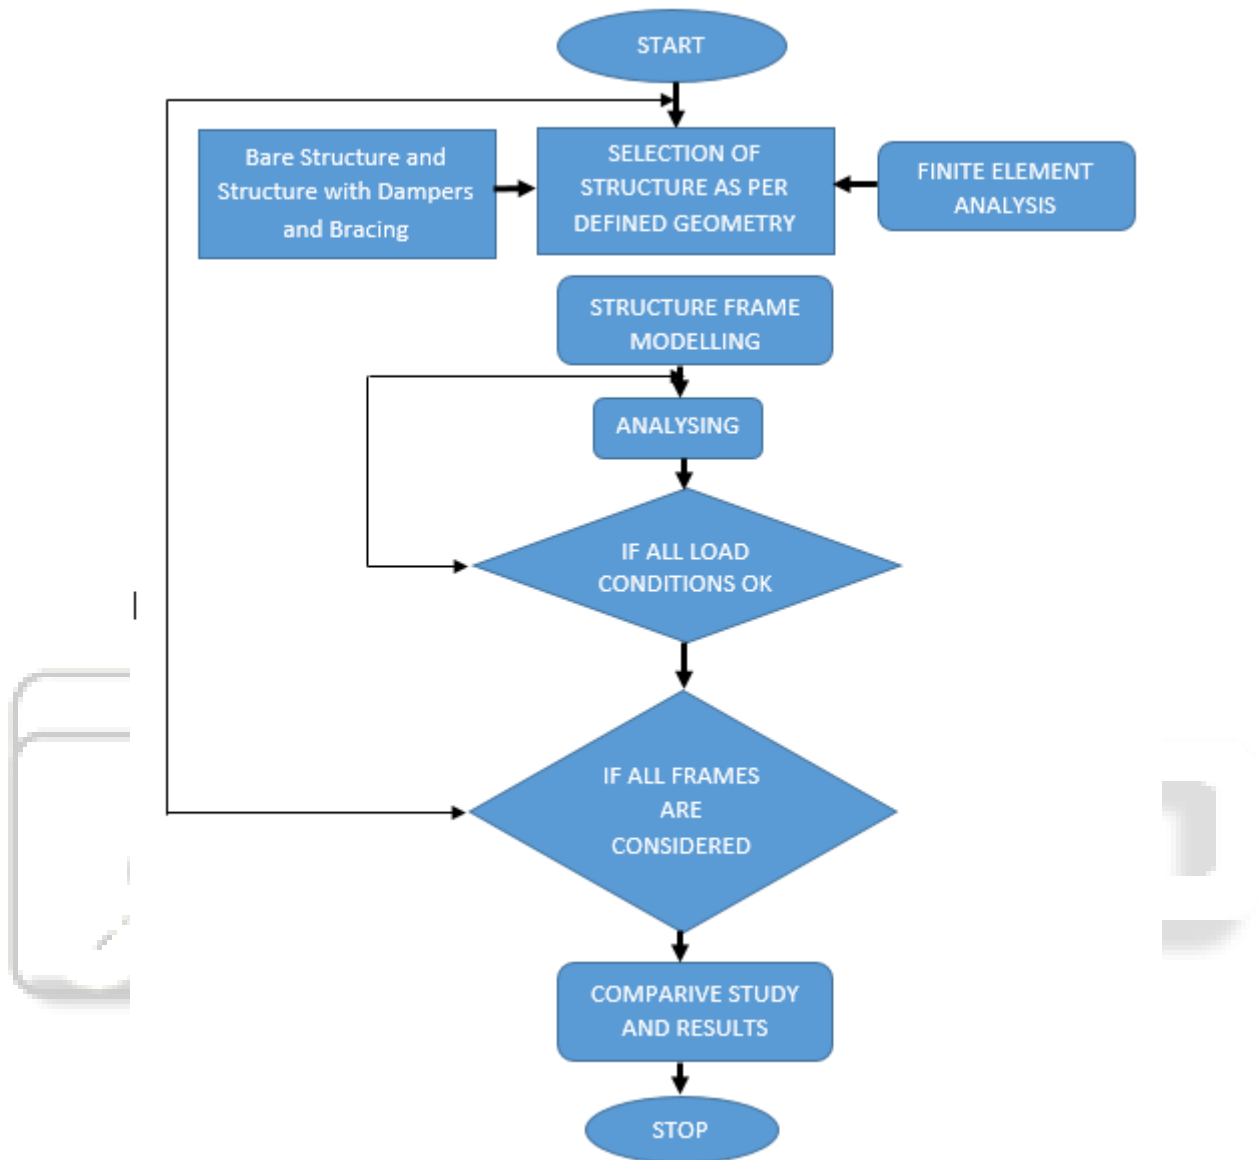 START
Bare Structure and
Structure with Dampers
and Bracing
SELECTION OF
STRUCTURE AS PER
DEFINED GEOMETRY
FINITE ELEMENT
ANALYSIS
STRUCTURE FRAME
MODELLING
ANALYSING
IF ALL LOAD
CONDITIONS OK
IF ALL FRAMES
ARE
CONSIDERED
COMPARIVE STUDY
AND RESULTS
STOP